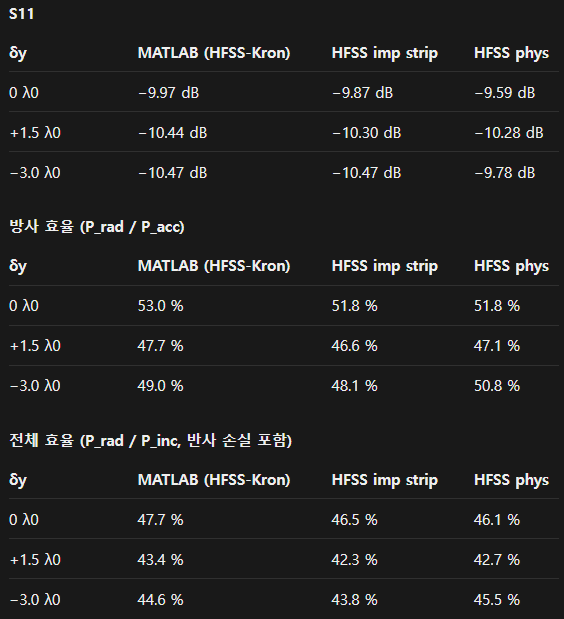 S11
δy MATLAB (HFSS-Kron) HFSS imp strip HFSS phys
0 λ0 −9.97 dB −9.87 dB −9.59 dB
+1.5 λ0 −10.44 dB −10.30 dB −10.28 dB
−3.0 λ0 −10.47 dB −10.47 dB −9.78 dB
방사 효율 (P_rad / P_acc)
δy MATLAB (HFSS-Kron) HFSS imp strip HFSS phys
0 λ0 53.0 % 51.8 % 51.8 %
+1.5 λ0 47.7 % 46.6 % 47.1 %
−3.0 λ0 49.0 % 48.1 % 50.8 %
전체 효율 (P_rad / P_inc, 반사 손실 포함)
δy MATLAB (HFSS-Kron) HFSS imp strip HFSS phys
0 λ0 47.7 % 46.5 % 46.1 %
+1.5 λ0 43.4 % 42.3 % 42.7 %
−3.0 λ0 44.6 % 43.8 % 45.5 %